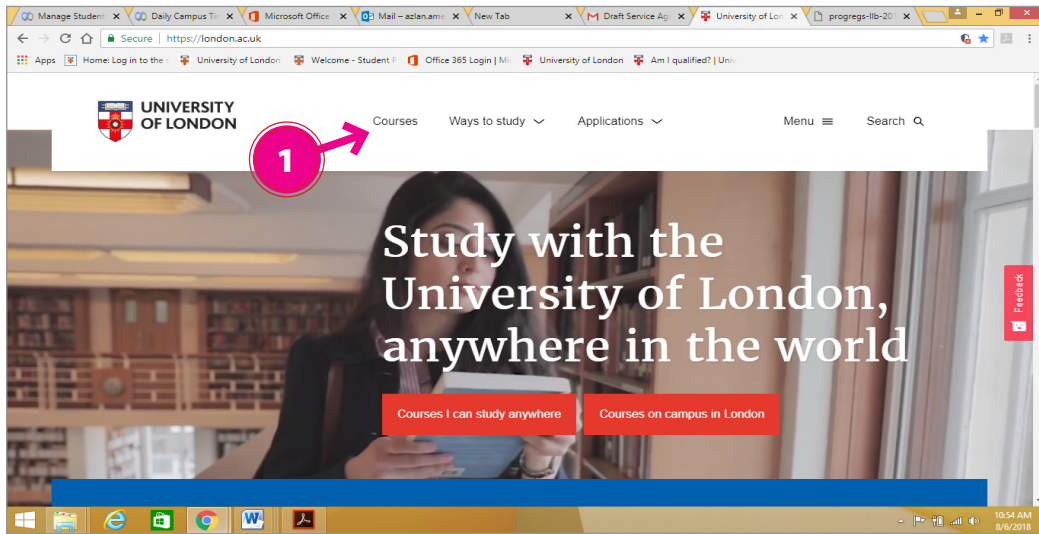 Manage Student
Daily Campus Tim
Microsoft Office
Mail – azlan.ame
New Tab
Draft Service Ag
University of Lon
progregs-llb-201
Secure | https://london.ac.uk
Apps
Home: Log in to the
University of London
Welcome - Student P
Office 365 Login | Mi
University of London
Am I qualified? | Univ
UNIVERSITY
OF LONDON
Courses
Ways to study
Applications
Menu
Search
1
Study with the
University of London,
anywhere in the world
Feedback
Courses I can study anywhere
Courses on campus in London
10:54 AM
8/6/2018